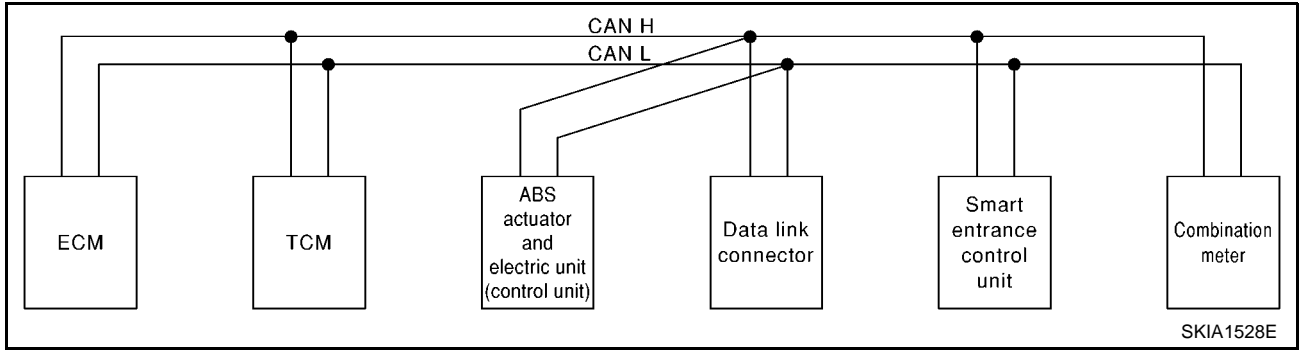 CAN H
CAN L
ECM
TCM
ABS
actuator
and
electric unit
(control unit)
Data link
connector
Smart
entrance
control
unit
Combination
meter
SKIA1528E